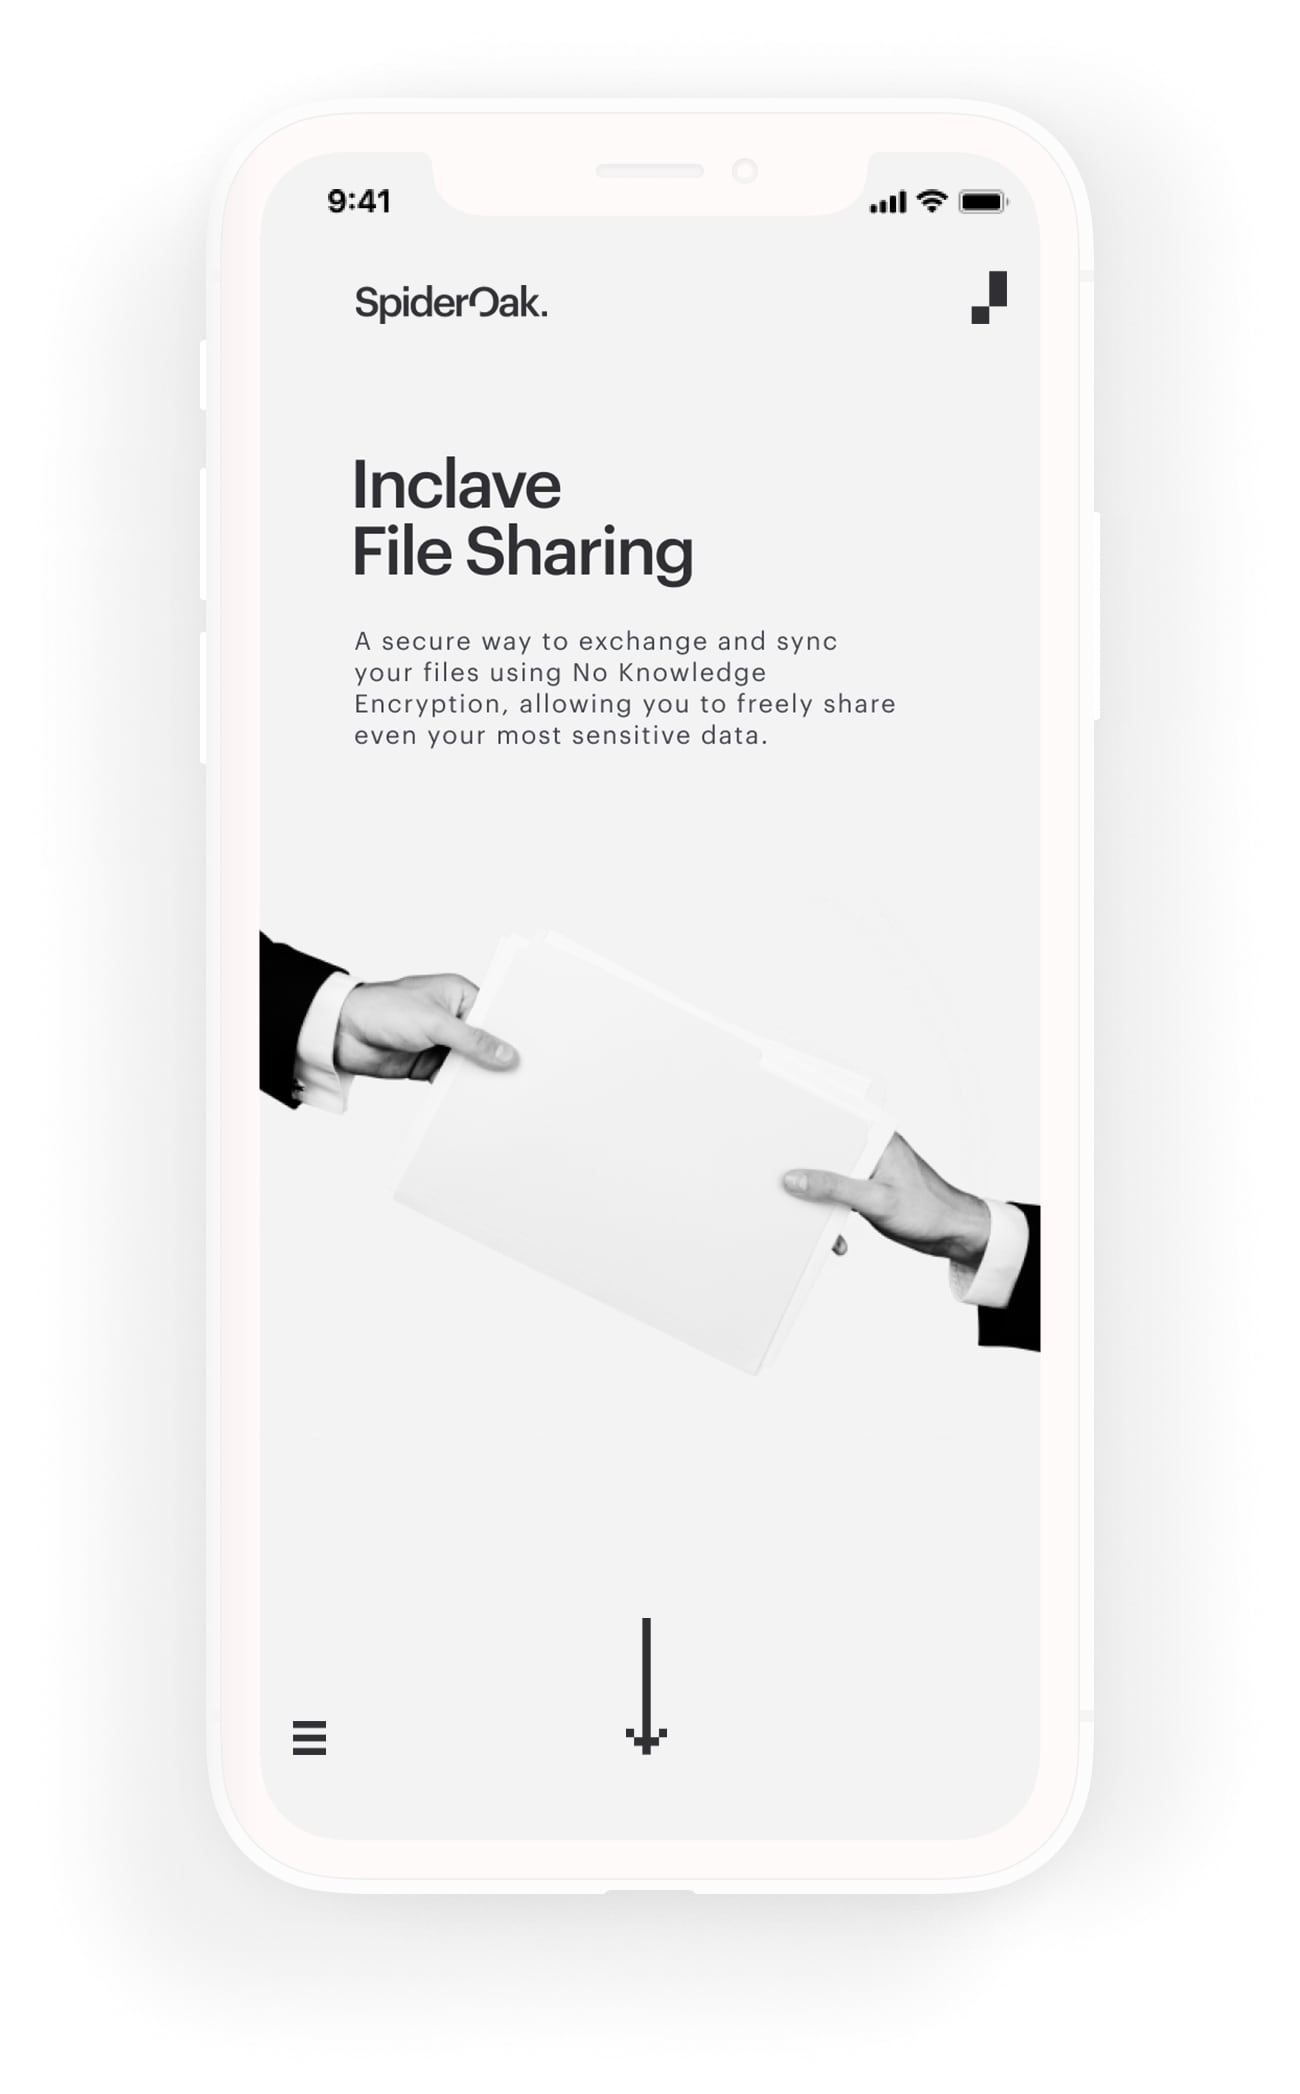 9:41
SpiderOak.
Inclave
File Sharing
A secure way to exchange and sync
your files using No Knowledge
Encryption, allowing you to freely share
even your most sensitive data.